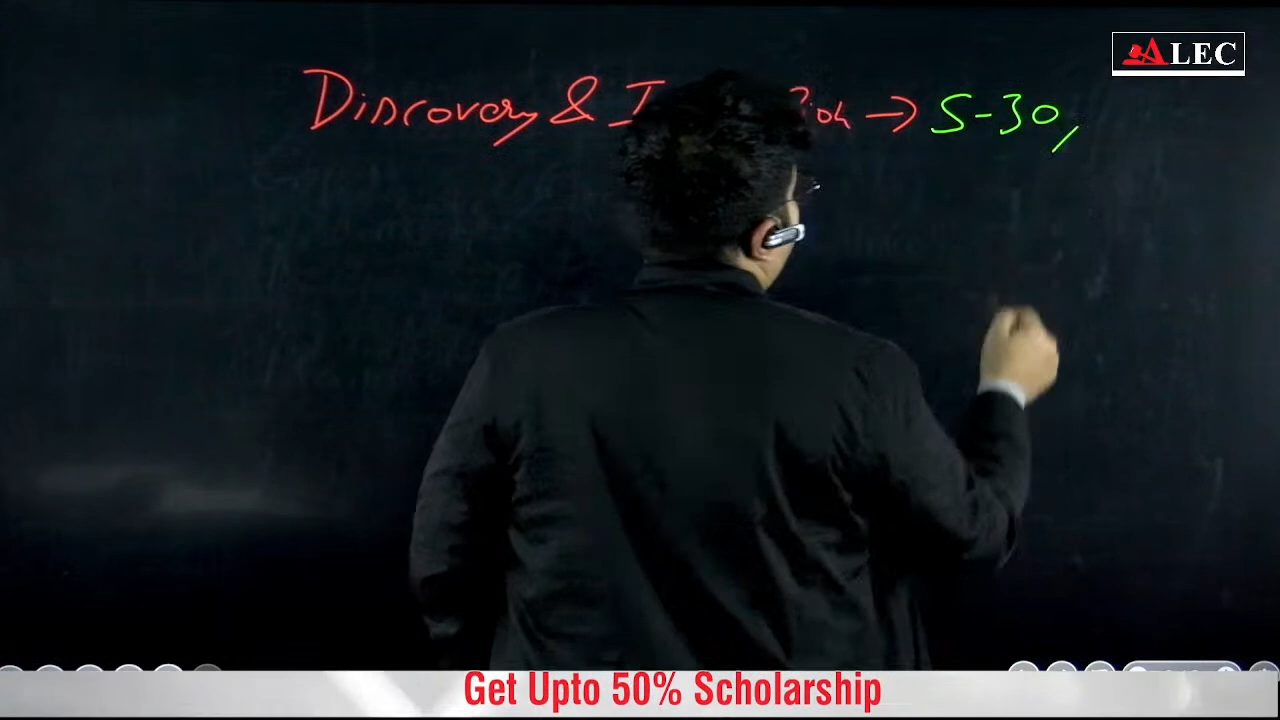 ALEC
Discovery & → S-30,
Get Upto 50% Scholarship